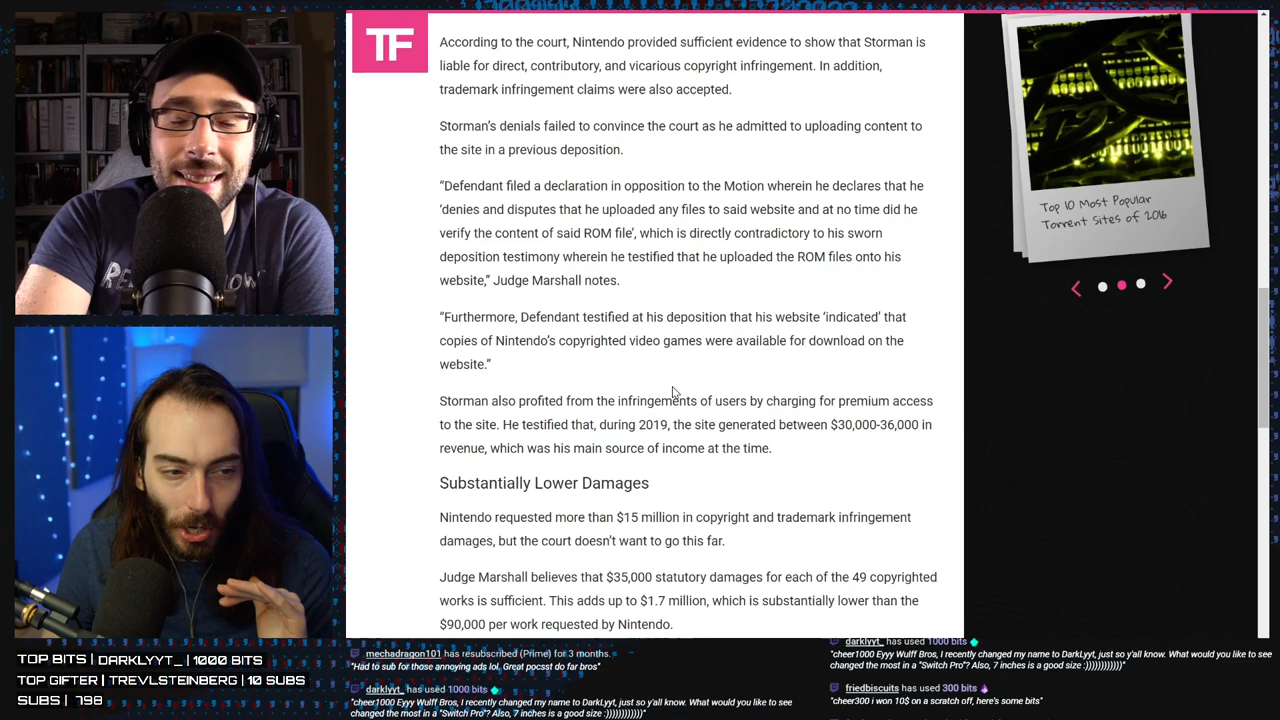 TF
According to the court, Nintendo provided sufficient evidence to show that Storman is
liable for direct, contributory, and vicarious copyright infringement. In addition,
trademark infringement claims were also accepted.
Storman's denials failed to convince the court as he admitted to uploading content to
the site in a previous deposition.
“Defendant filed a declaration in opposition to the Motion wherein he declares that he
‘denies and disputes that he uploaded any files to said website and at no time did he
verify the content of said ROM file’, which is directly contradictory to his sworn
deposition testimony wherein he testified that he uploaded the ROM files onto his
website,” Judge Marshall notes.
“Furthermore, Defendant testified at his deposition that his website ‘indicated’ that
copies of Nintendo's copyrighted video games were available for download on the
website.”
Storman also profited from the infringements of users by charging for premium access
to the site. He testified that, during 2019, the site generated between $30,000-36,000 in
revenue, which was his main source of income at the time.
Substantially Lower Damages
Nintendo requested more than $15 million in copyright and trademark infringement
damages, but the court doesn't want to go this far.
Judge Marshall believes that $35,000 statutory damages for each of the 49 copyrighted
works is sufficient. This adds up to $1.7 million, which is substantially lower than the
$90,000 per work requested by Nintendo.
Top 10 Most Popular
Torrent Sites of 2016
TOP BITS | DARKLYYT_ | 1000 BITS
TOP GIFTER | TREVLSTEINBERG | 10 SUBS
SUBS | 798
mechadragon101 has resubscribed (Prime) for 3 months.
"Had to sub for those annoying ads lol. Great pocsst do far bros"
darklyyt_ has used 1000 bits
"cheer1000 Eyyy Wulff Bros, I recently changed my name to DarkLyyt, just so y'all know. What would you like to see
changed the most in a "Switch Pro"? Also, 7 inches is a good size :))))))))))))"
darklyyt_ has used 1000 bits
"cheer1000 Eyyy Wulff Bros, I recently changed my name to DarkLyyt, just so y'all know. What would you like to see
changed the most in a "Switch Pro"? Also, 7 inches is a good size :))))))))))))"
friedbiscuits has used 300 bits
"cheer300 i won 10$ on a scratch off, here's some bits"